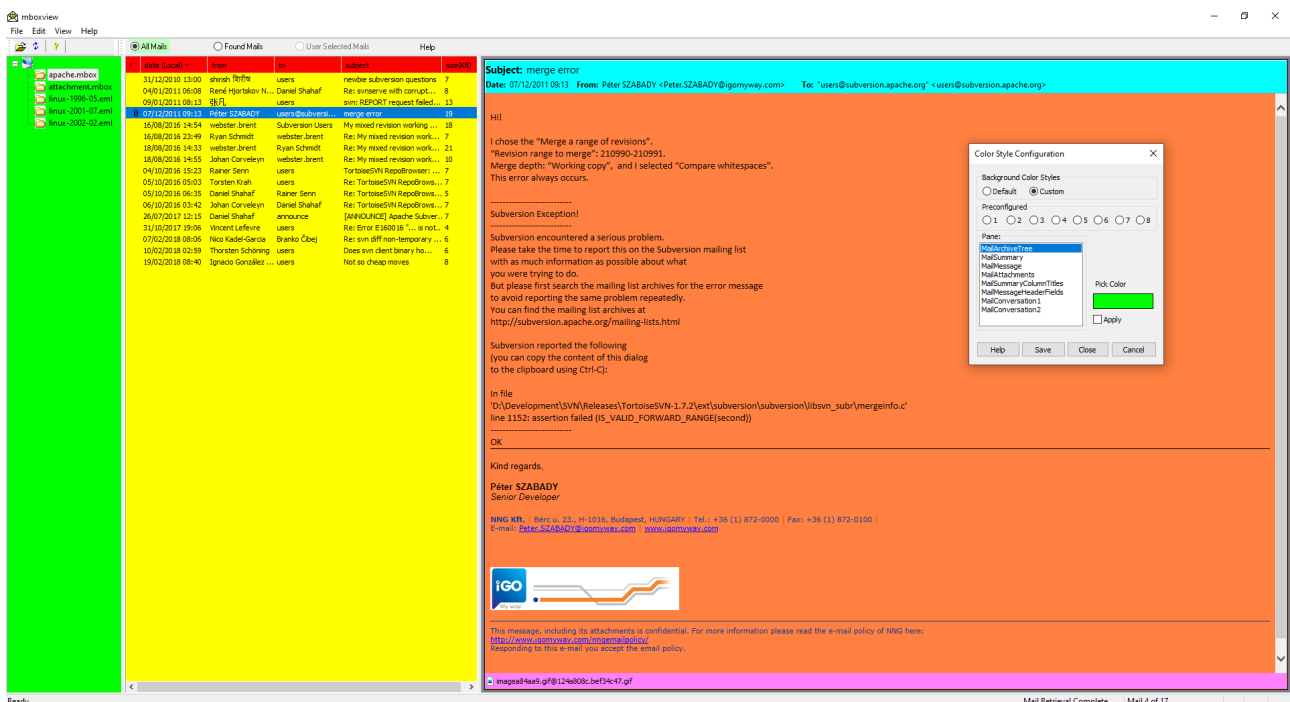 mboxview
File Edit View Help
All Mails Found Mails User Selected Mails Help
apache.mbox
attachment.mbox
linux-1996-05.eml
linux-2001-07.eml
linux-2002-02.eml
! date (Local) from to subject size(KB)
31/12/2010 13:00 shirish शिरीष users newbie subversion questions 7
04/01/2011 06:08 René Hjortskov N... Daniel Shahaf Re: svnserve with corrupt... 8
09/01/2011 08:13 张凡 users svn: REPORT request failed... 13
07/12/2011 09:13 Péter SZABADY users@subversi... merge error 19
16/08/2016 14:54 webster.brent Subversion Users My mixed revision working ... 18
16/08/2016 23:49 Ryan Schmidt webster.brent Re: My mixed revision work... 7
18/08/2016 14:33 webster.brent Ryan Schmidt Re: My mixed revision work... 21
18/08/2016 14:55 Johan Corveleyn webster.brent Re: My mixed revision work... 10
04/10/2016 15:23 Rainer Senn users TortoiseSVN RepoBrowser: ... 7
05/10/2016 05:03 Torsten Krah users Re: TortoiseSVN RepoBrows... 7
05/10/2016 06:35 Daniel Shahaf Rainer Senn Re: TortoiseSVN RepoBrows... 5
06/10/2016 03:42 Johan Corveleyn Daniel Shahaf Re: TortoiseSVN RepoBrows... 7
26/07/2017 12:15 Daniel Shahaf announce [ANNOUNCE] Apache Subver... 7
31/10/2017 19:06 Vincent Lefevre users Re: Error E160016 "... is not... 4
07/02/2018 08:06 Nico Kadel-Garcia Branko Čibej Re: svn diff non-temporary ... 6
10/02/2018 02:59 Thorsten Schöning users Does svn client binary ho... 6
19/02/2018 08:40 Ignacio González ... users Not so cheap moves 8
Subject: merge error
Date: 07/12/2011 09:13 From: Péter SZABADY <Peter.SZABADY@igomyway.com> To: "users@subversion.apache.org" <users@subversion.apache.org>
Hi!
I chose the “Merge a range of revisions”.
“Revision range to merge”: 210990-210991.
Merge depth: “Working copy”, and I selected “Compare whitespaces”.
This error always occurs.
---------------------------
Subversion Exception!
---------------------------
Subversion encountered a serious problem.
Please take the time to report this on the Subversion mailing list
with as much information as possible about what
you were trying to do.
But please first search the mailing list archives for the error message
to avoid reporting the same problem repeatedly.
You can find the mailing list archives at
http://subversion.apache.org/mailing-lists.html
Subversion reported the following
(you can copy the content of this dialog
to the clipboard using Ctrl-C):
In file
'D:\Development\SVN\Releases\TortoiseSVN-1.7.2\ext\subversion\subversion\libsvn_subr\mergeinfo.c'
line 1152: assertion failed (IS_VALID_FORWARD_RANGE(second))
---------------------------
OK
Kind regards,
Péter SZABADY
Senior Developer
NNG Kft. | Bérc u. 23., H-1016, Budapest, HUNGARY | Tel.: +36 (1) 872-0000 | Fax: +36 (1) 872-0100 |
E-mail: Peter.SZABADY@igomyway.com | www.igomyway.com
iGO
My way.
This message, including its attachments is confidential. For more information please read the e-mail policy of NNG here:
http://www.igomyway.com/nngemailpolicy/
Responding to this e-mail you accept the email policy.
imagea84aa9.gif@124a808c.bef34c47.gif
Color Style Configuration
Background Color Styles
Default Custom
Preconfigured
1 2 3 4 5 6 7 8
Pane:
MailArchiveTree
MailSummary
MailMessage
MailAttachments
MailSummaryColumnTitles
MailMessageHeaderFields
MailConversation1
MailConversation2
Pick Color
Apply
Help Save Close Cancel
Ready Mail Retrieval Complete Mail 4 of 17